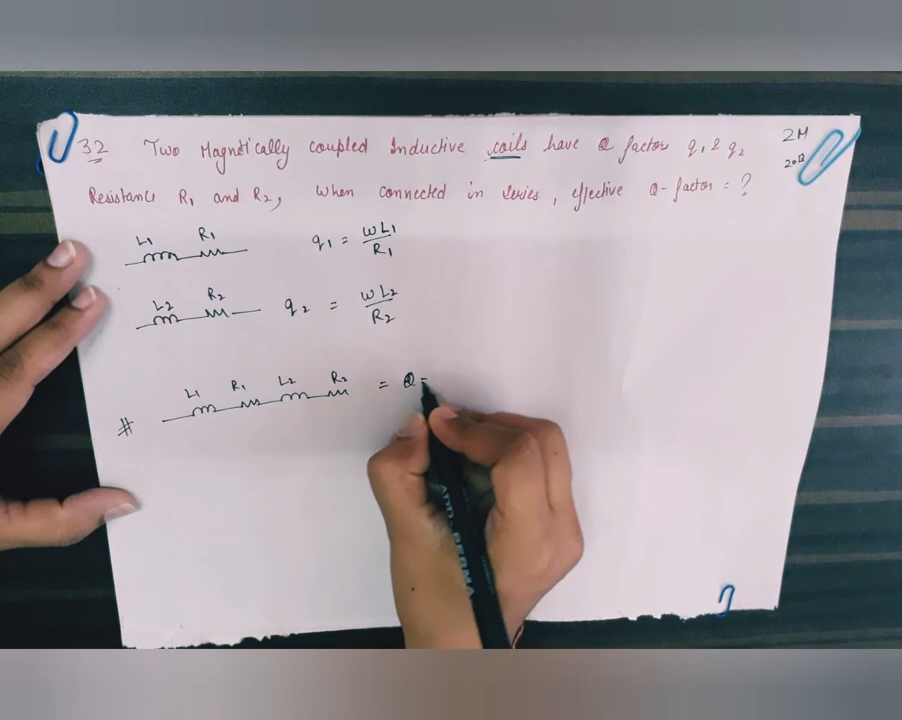 32 Two Magnetically coupled Inductive coils have Q factor q1 & q2 2M 2013
Resistance R1 and R2, when connected in series, effective Q-factor = ?
L1 R1 q1 = ωL1/R1
L2 R2 q2 = ωL2/R2
# L1 R1 L2 R2 = Q =